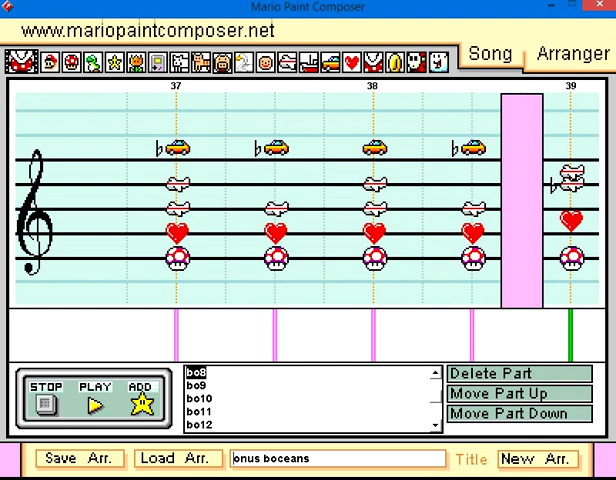 Mario Paint Composer
www.mariopaintcomposer.net
Song
Arranger
37
38
39
STOP
PLAY
ADD
bo8
bo9
bo10
bo11
bo12
Delete Part
Move Part Up
Move Part Down
Save Arr.
Load Arr.
onus boceans
Title
New Arr.